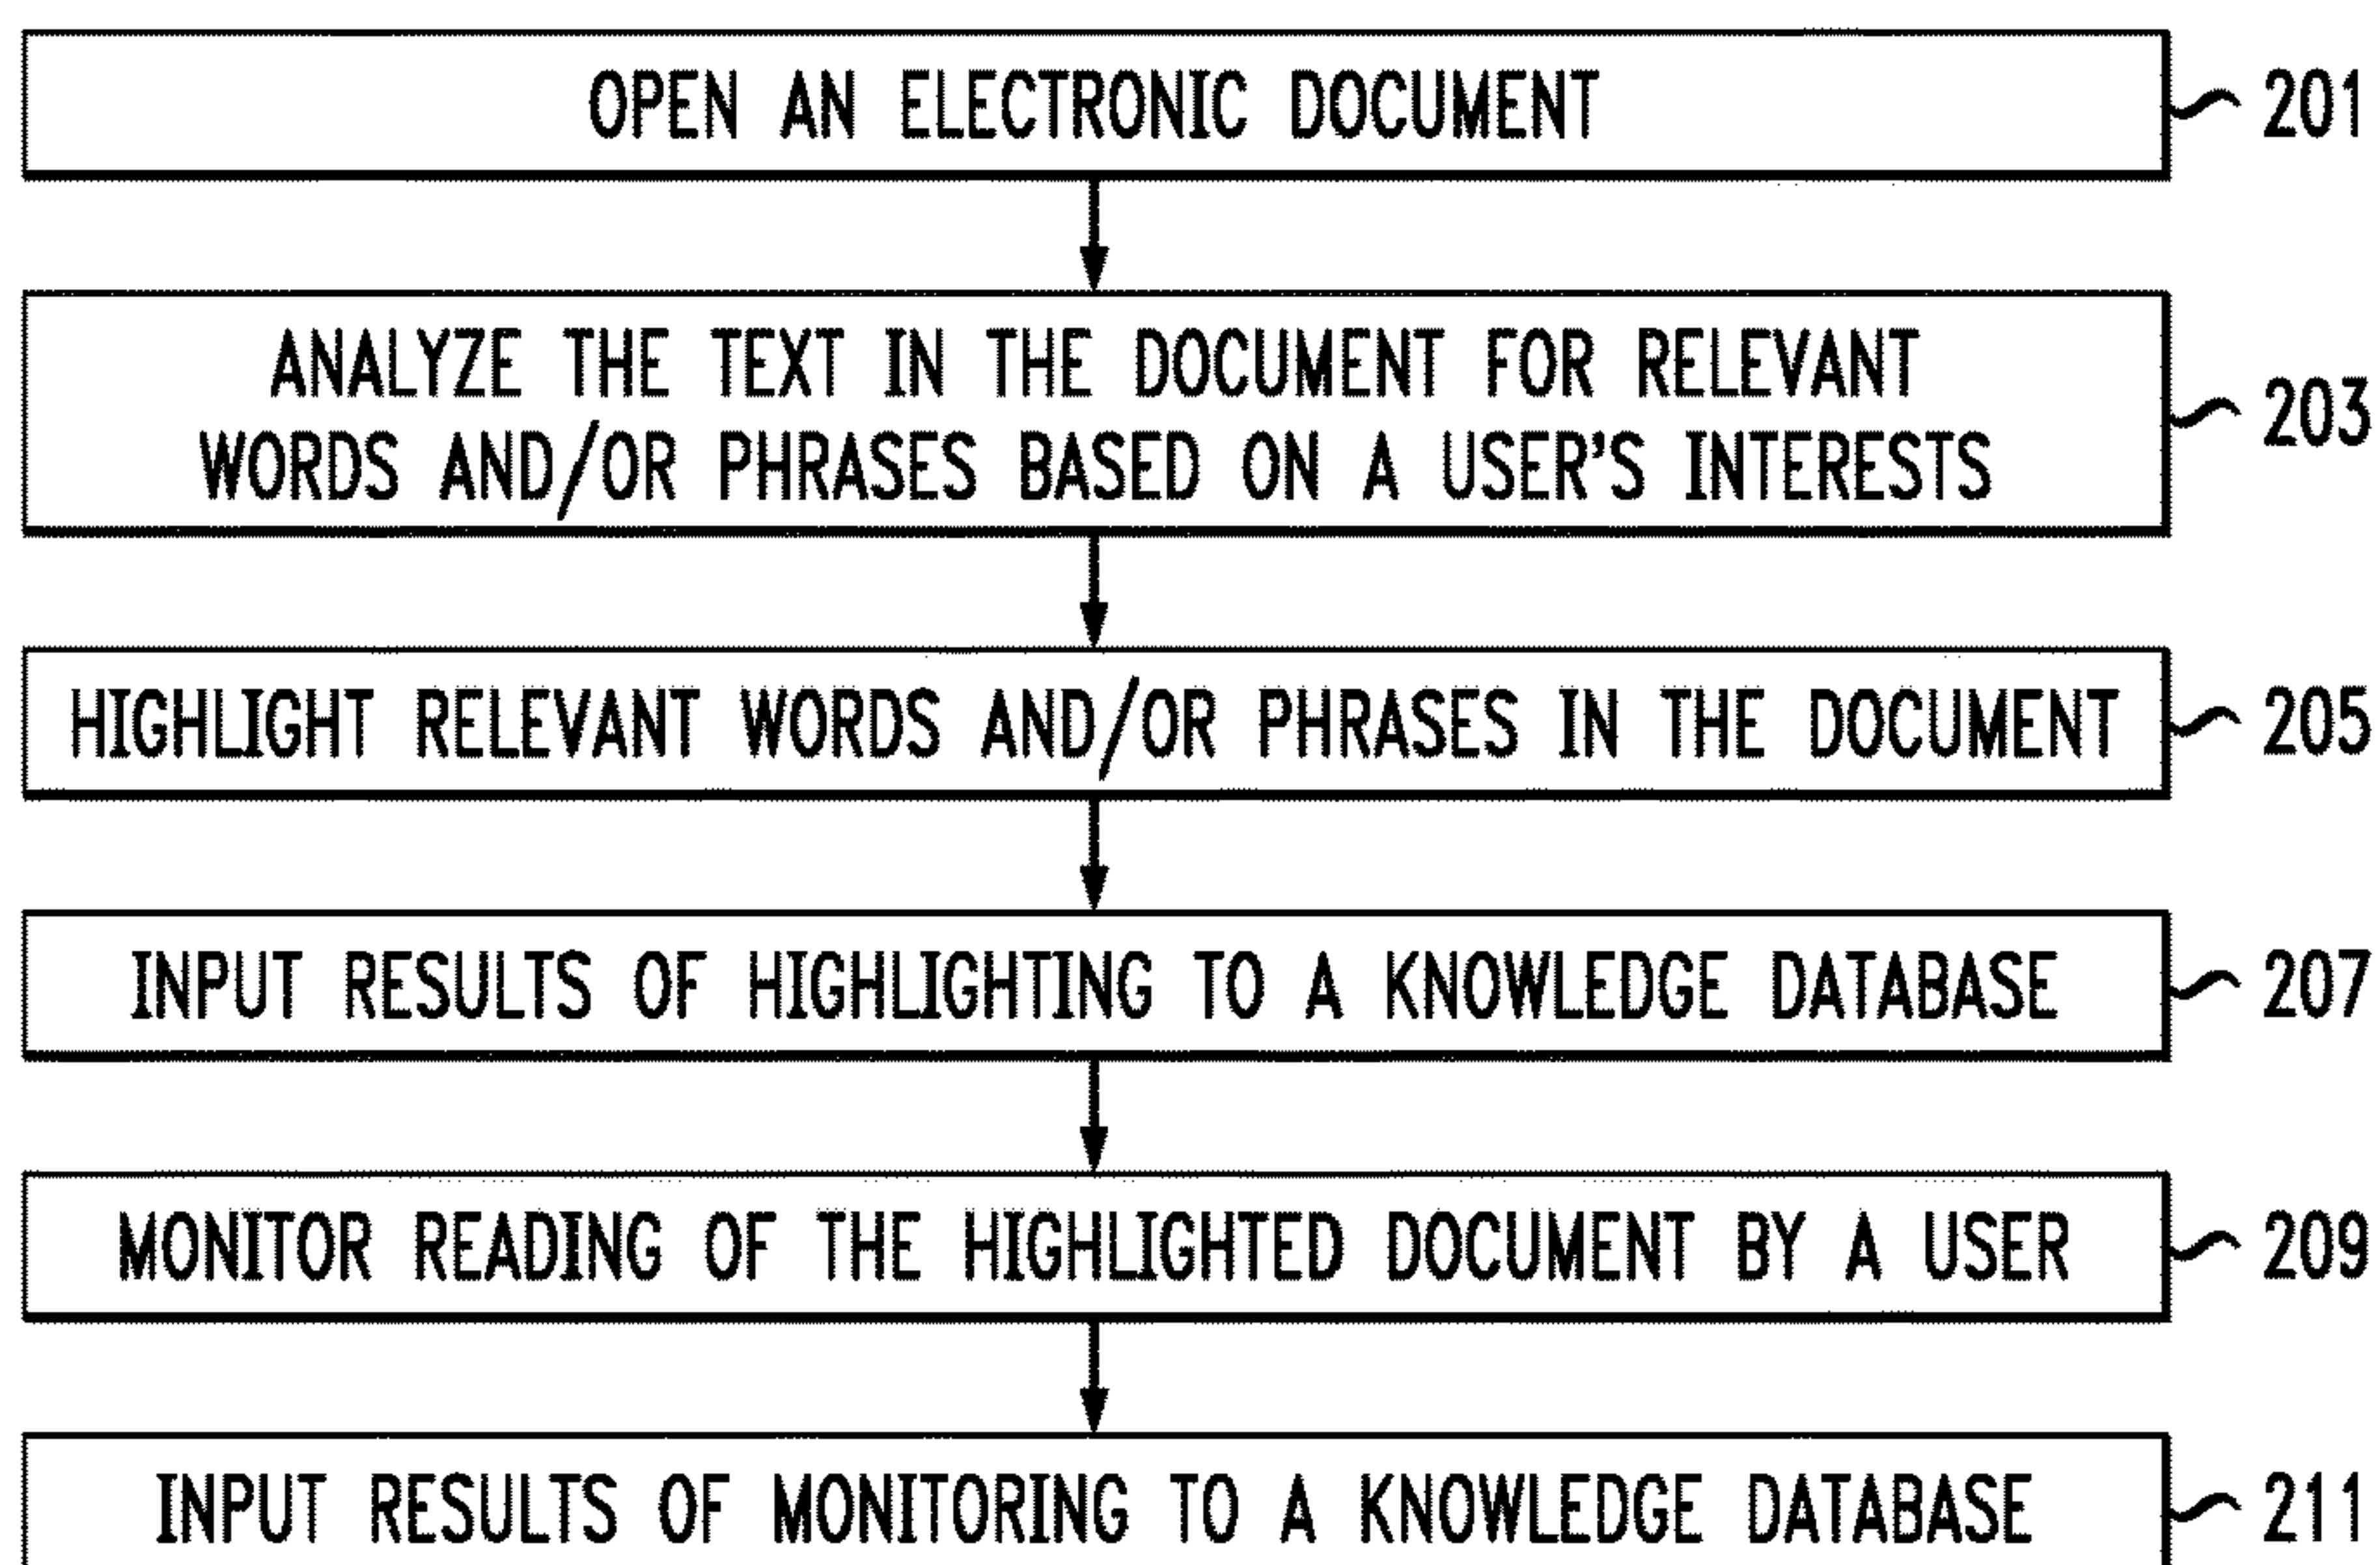 OPEN AN ELECTRONIC DOCUMENT
201
ANALYZE THE TEXT IN THE DOCUMENT FOR RELEVANT
WORDS AND/OR PHRASES BASED ON A USER'S INTERESTS
203
HIGHLIGHT RELEVANT WORDS AND/OR PHRASES IN THE DOCUMENT
205
INPUT RESULTS OF HIGHLIGHTING TO A KNOWLEDGE DATABASE
207
MONITOR READING OF THE HIGHLIGHTED DOCUMENT BY A USER
209
INPUT RESULTS OF MONITORING TO A KNOWLEDGE DATABASE
211